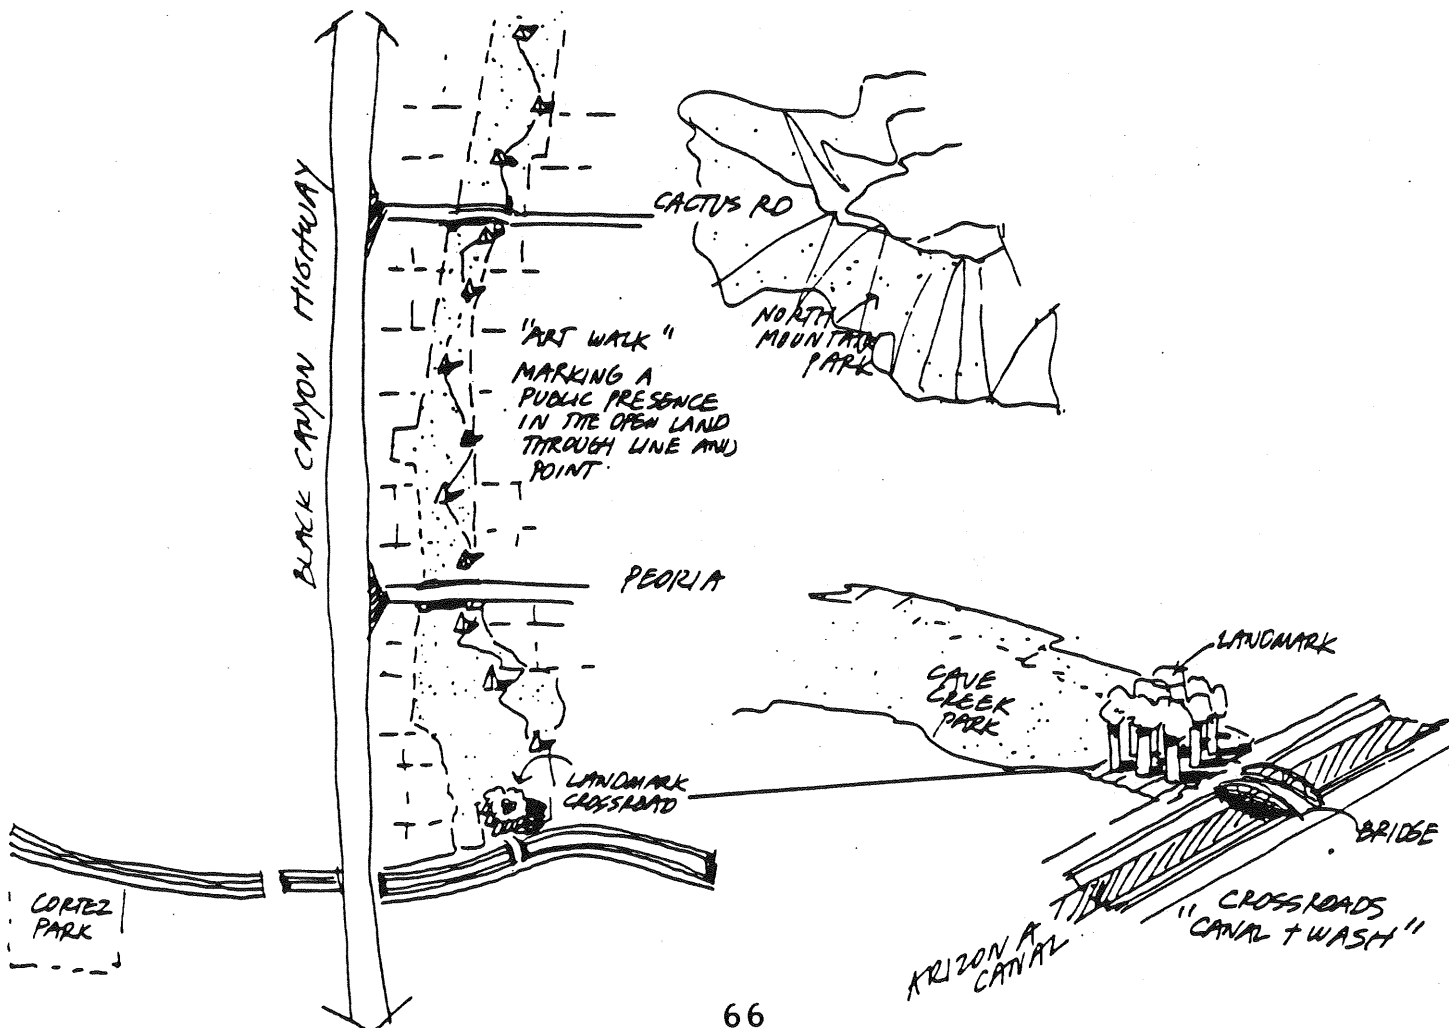 BLACK CANYON HIGHWAY
CACTUS RD
NORTH
MOUNTAIN
PARK
"ART WALK"
MARKING A
PUBLIC PRESENCE
IN THE OPEN LAND
THROUGH LINE AND
POINT.
PEORIA
CAVE
CREEK
PARK
LANDMARK
LANDMARK
CROSSROAD
BRIDGE
CORTEZ
PARK
ARIZONA
CANAL
"CROSSROADS
CANAL + WASH"
66